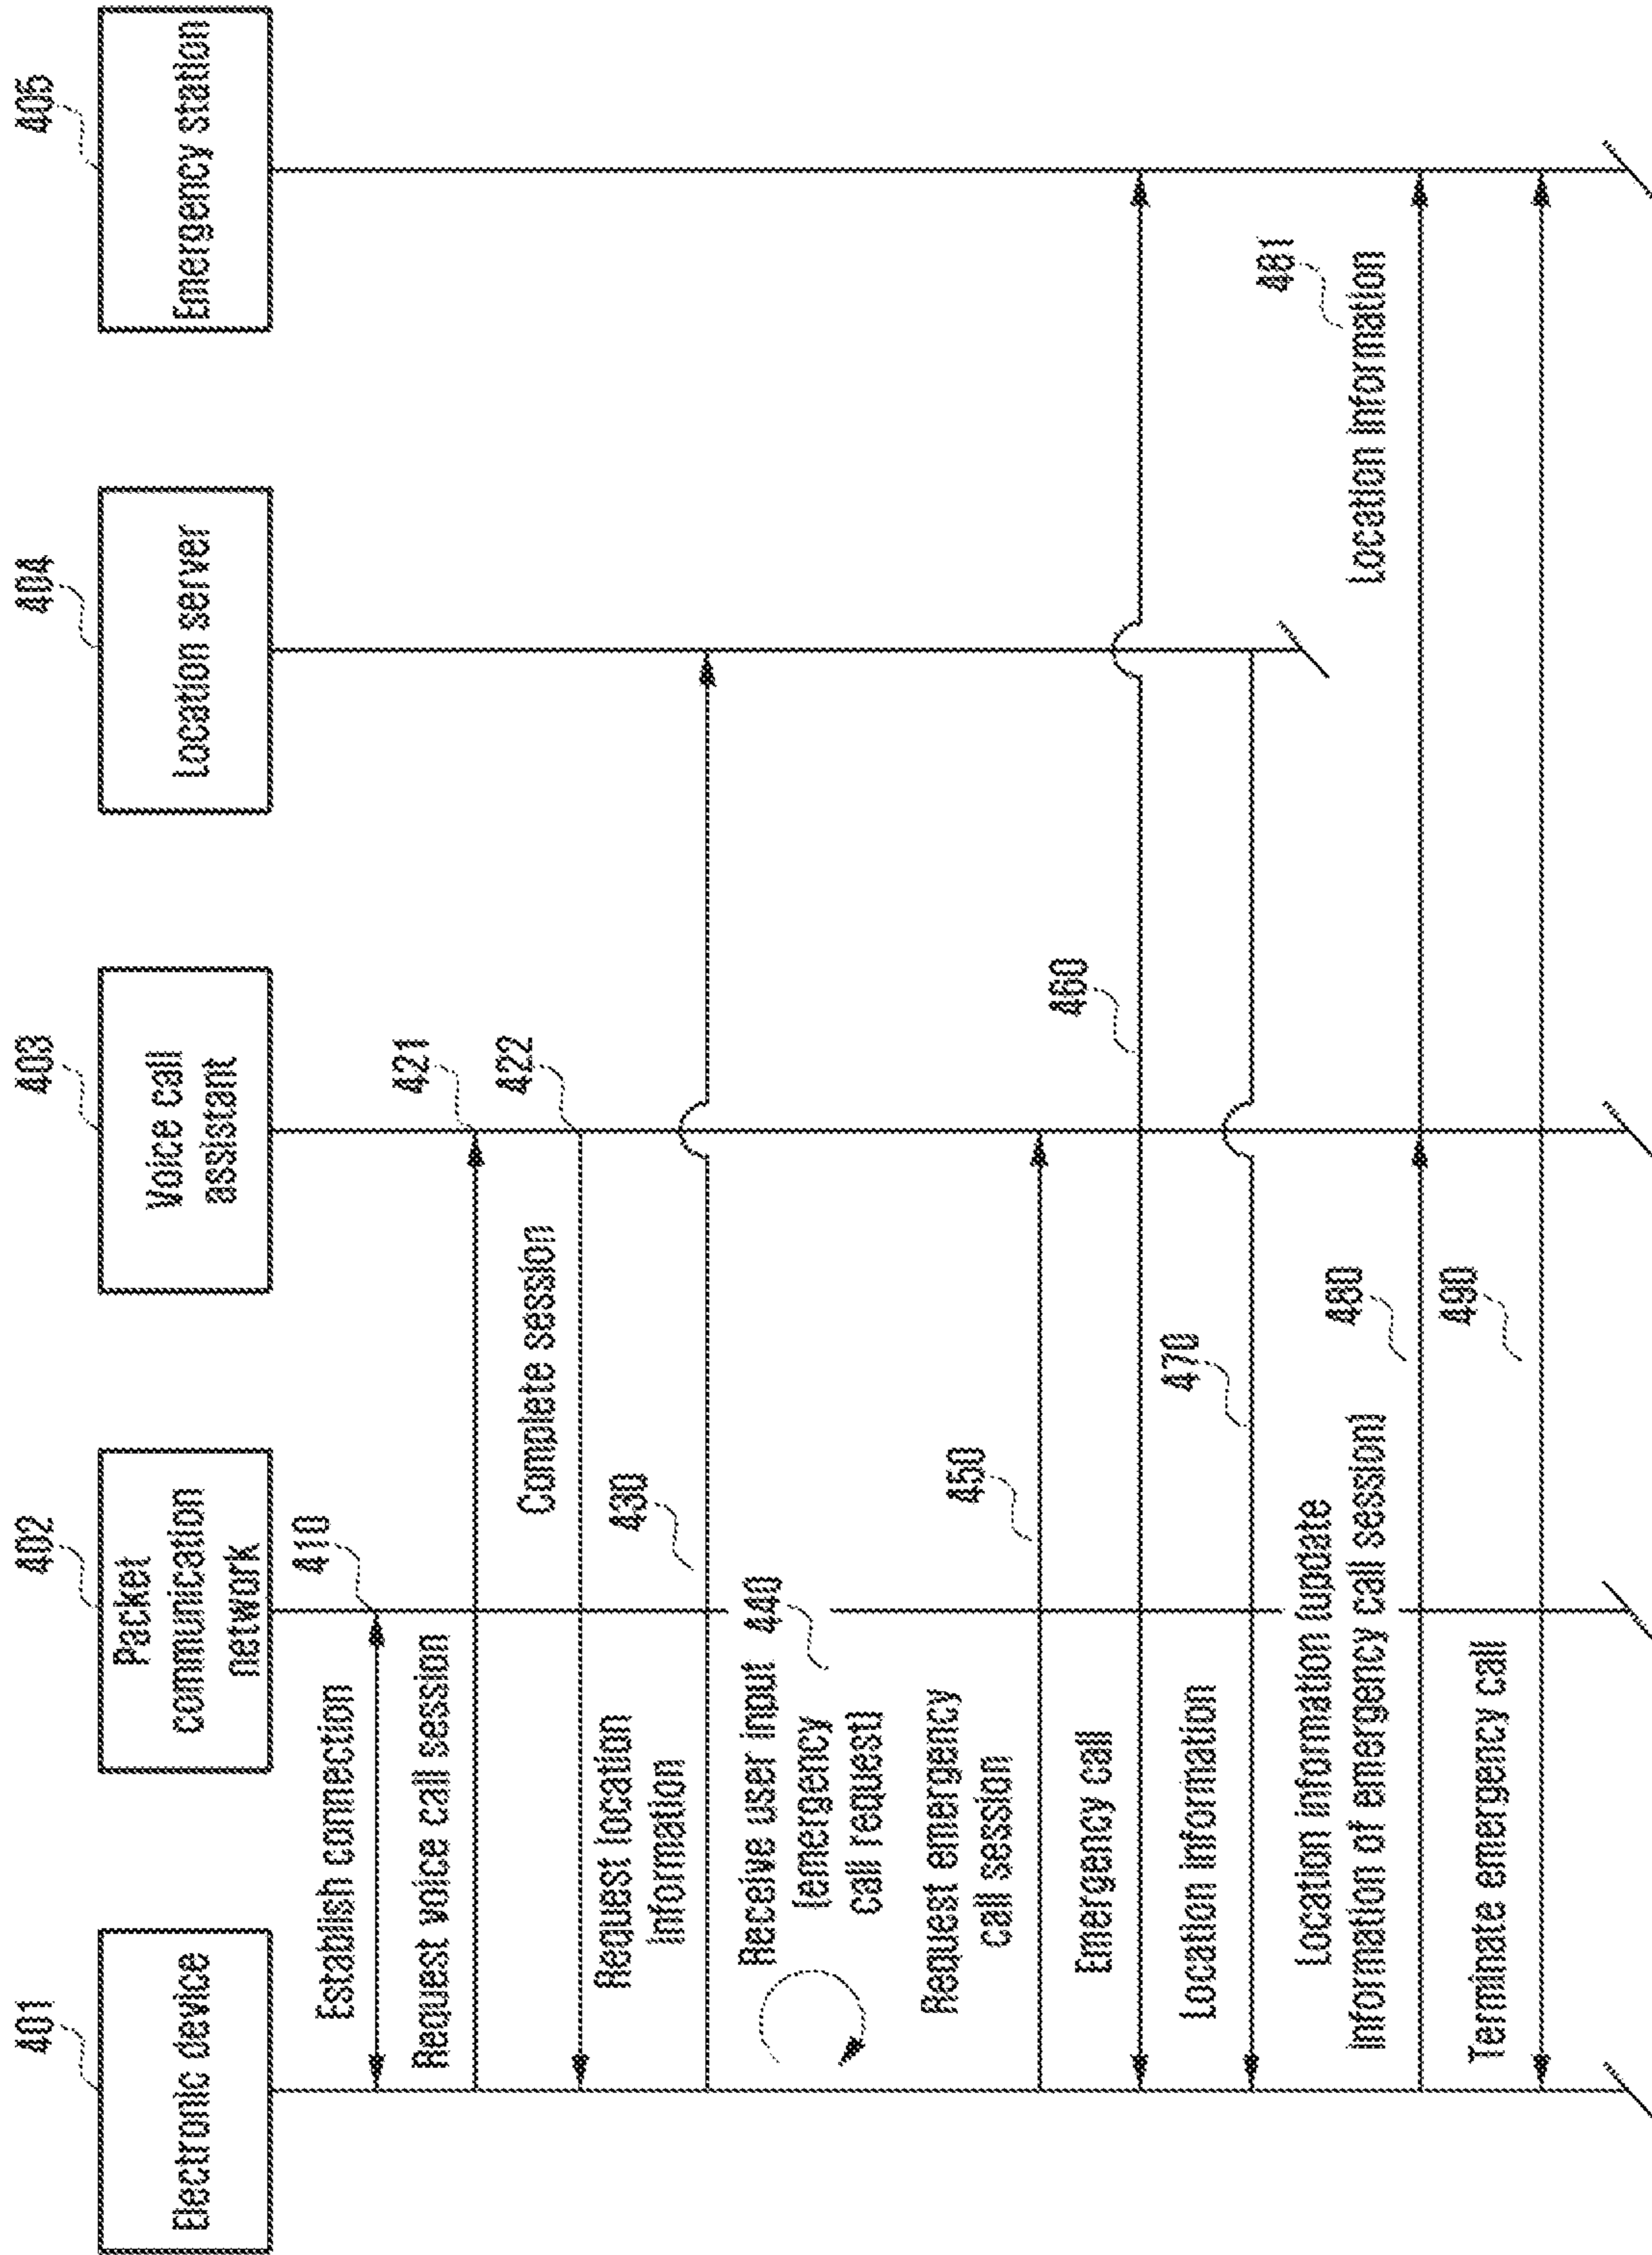 401
Electronic device
402
Packet
communication
network
403
Voice call
assistant
404
Location server
405
Emergency station
Establish connection
410
Request voice call session
421
Complete session
422
Request location
information
430
Receive user input
(emergency
call request)
440
Request emergency
call session
450
Emergency call
460
Location information
470
Location information (update
information of emergency call session)
480
Location information
481
Terminate emergency call
490